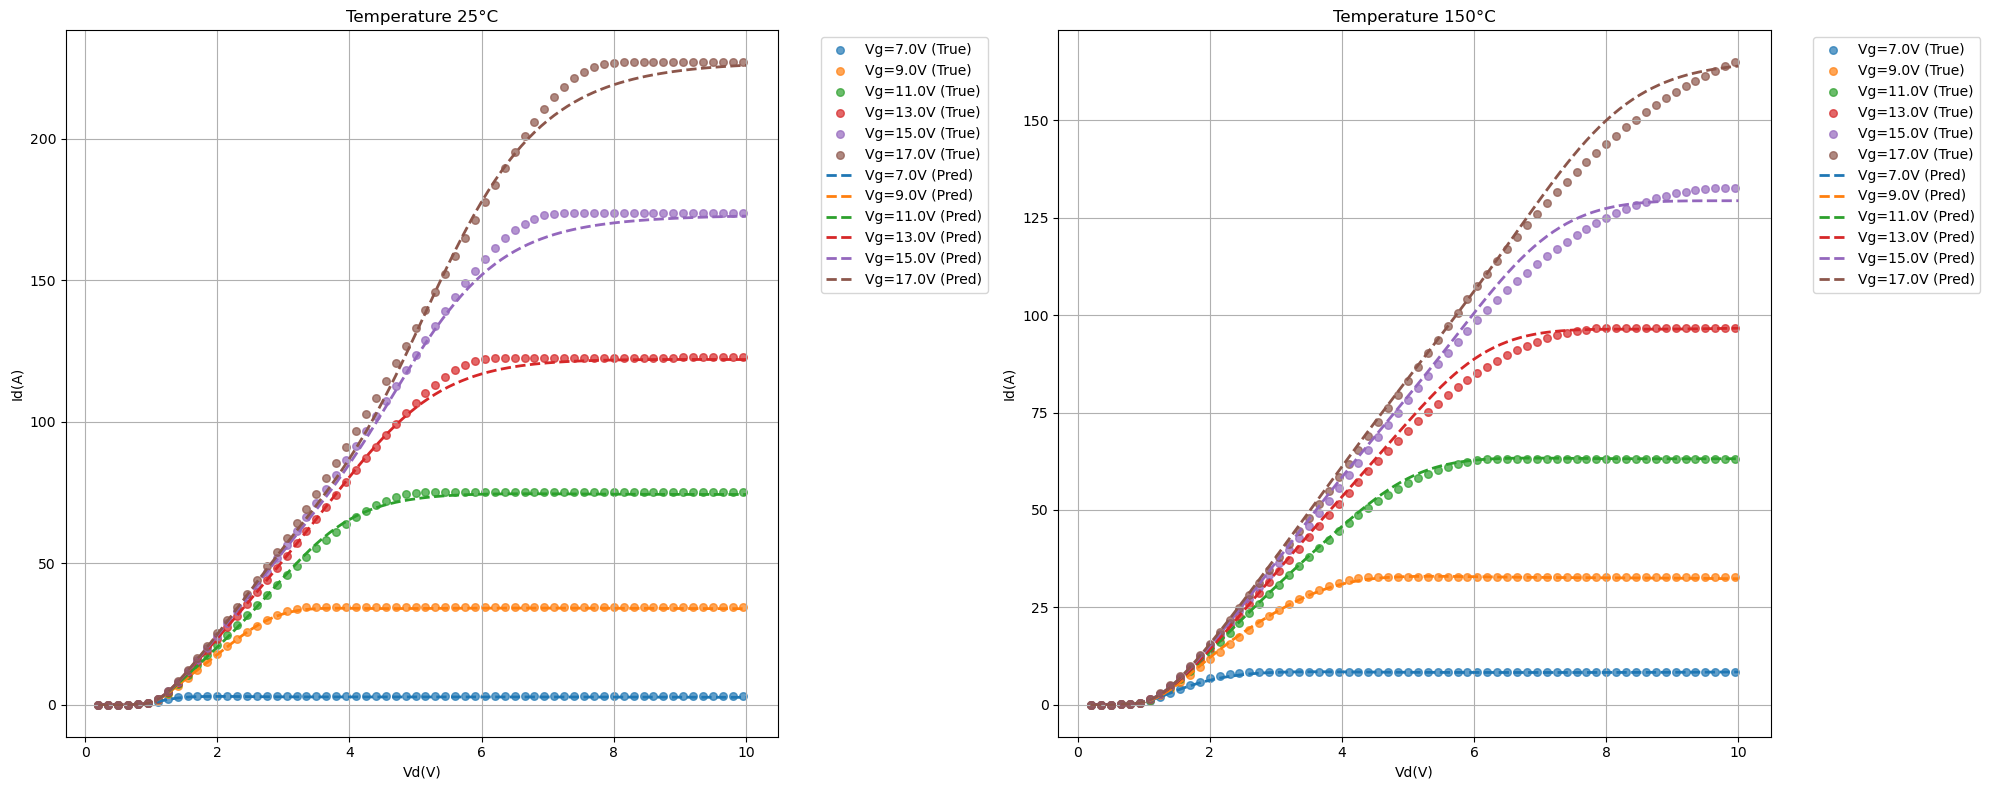 Temperature 25°C
Id(A)
200
150
100
50
0
0 2 4 6 8 10
Vd(V)
Vg=7.0V (True)
Vg=9.0V (True)
Vg=11.0V (True)
Vg=13.0V (True)
Vg=15.0V (True)
Vg=17.0V (True)
Vg=7.0V (Pred)
Vg=9.0V (Pred)
Vg=11.0V (Pred)
Vg=13.0V (Pred)
Vg=15.0V (Pred)
Vg=17.0V (Pred)
Temperature 150°C
Id(A)
150
125
100
75
50
25
0
0 2 4 6 8 10
Vd(V)
Vg=7.0V (True)
Vg=9.0V (True)
Vg=11.0V (True)
Vg=13.0V (True)
Vg=15.0V (True)
Vg=17.0V (True)
Vg=7.0V (Pred)
Vg=9.0V (Pred)
Vg=11.0V (Pred)
Vg=13.0V (Pred)
Vg=15.0V (Pred)
Vg=17.0V (Pred)